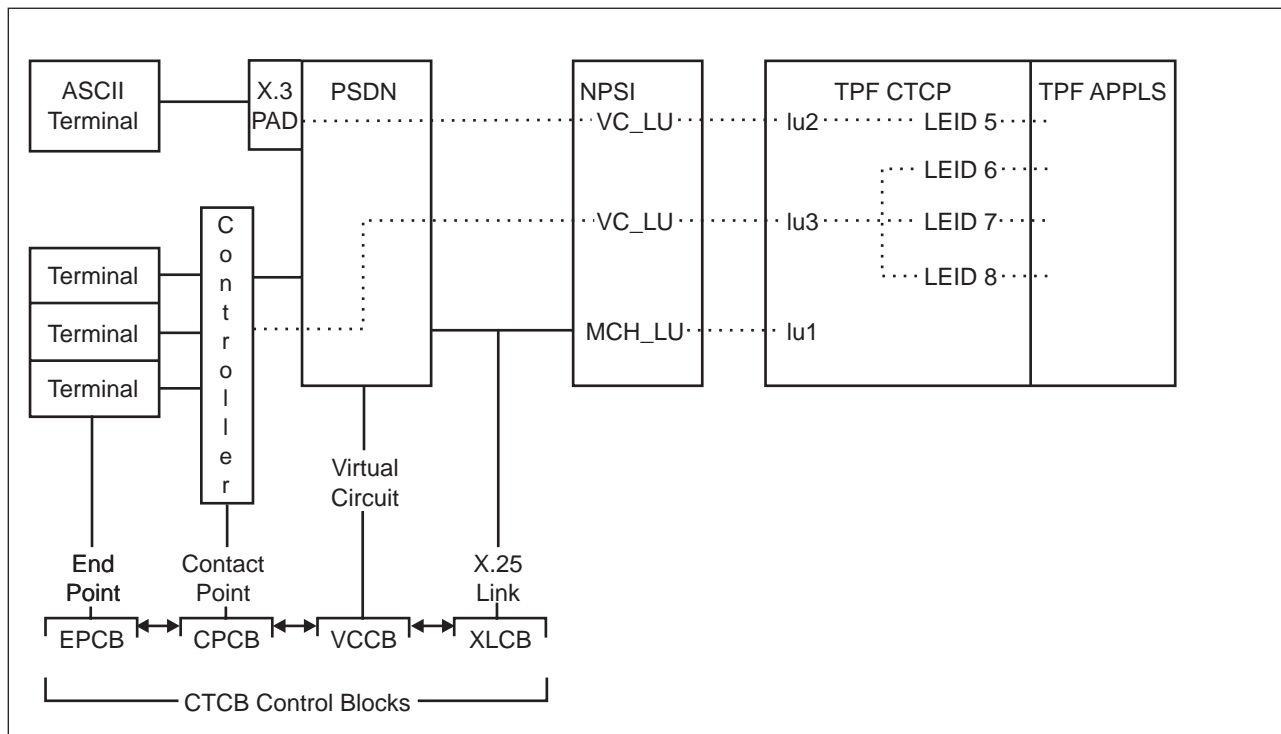 ASCII
Terminal
X.3
PAD
PSDN
NPSI
TPF CTCP
TPF APPLS
VC_LU
lu2
LEID 5
LEID 6
VC_LU
lu3
LEID 7
LEID 8
MCH_LU
lu1
Controller
Terminal
Terminal
Terminal
Virtual
Circuit
End
Point
Contact
Point
X.25
Link
EPCB
CPCB
VCCB
XLCB
CTCB Control Blocks